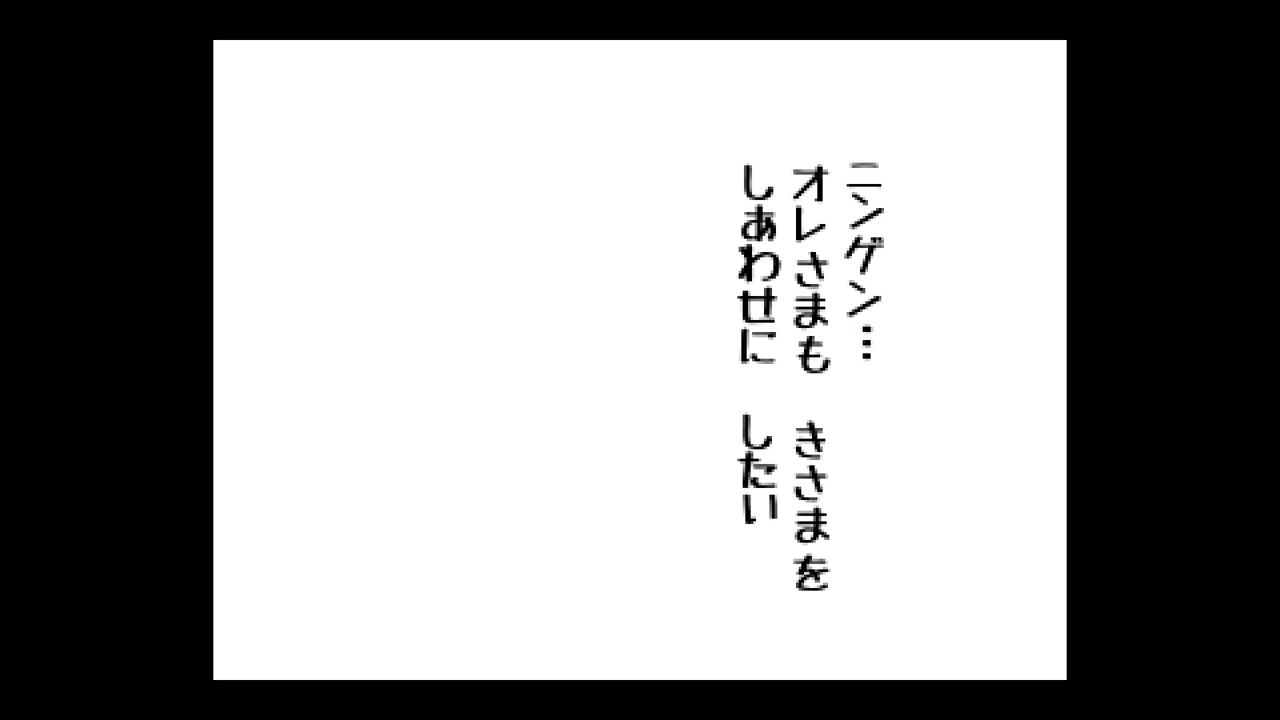 ニンゲン…
オレさまも　きさまを
しあわせに　したい